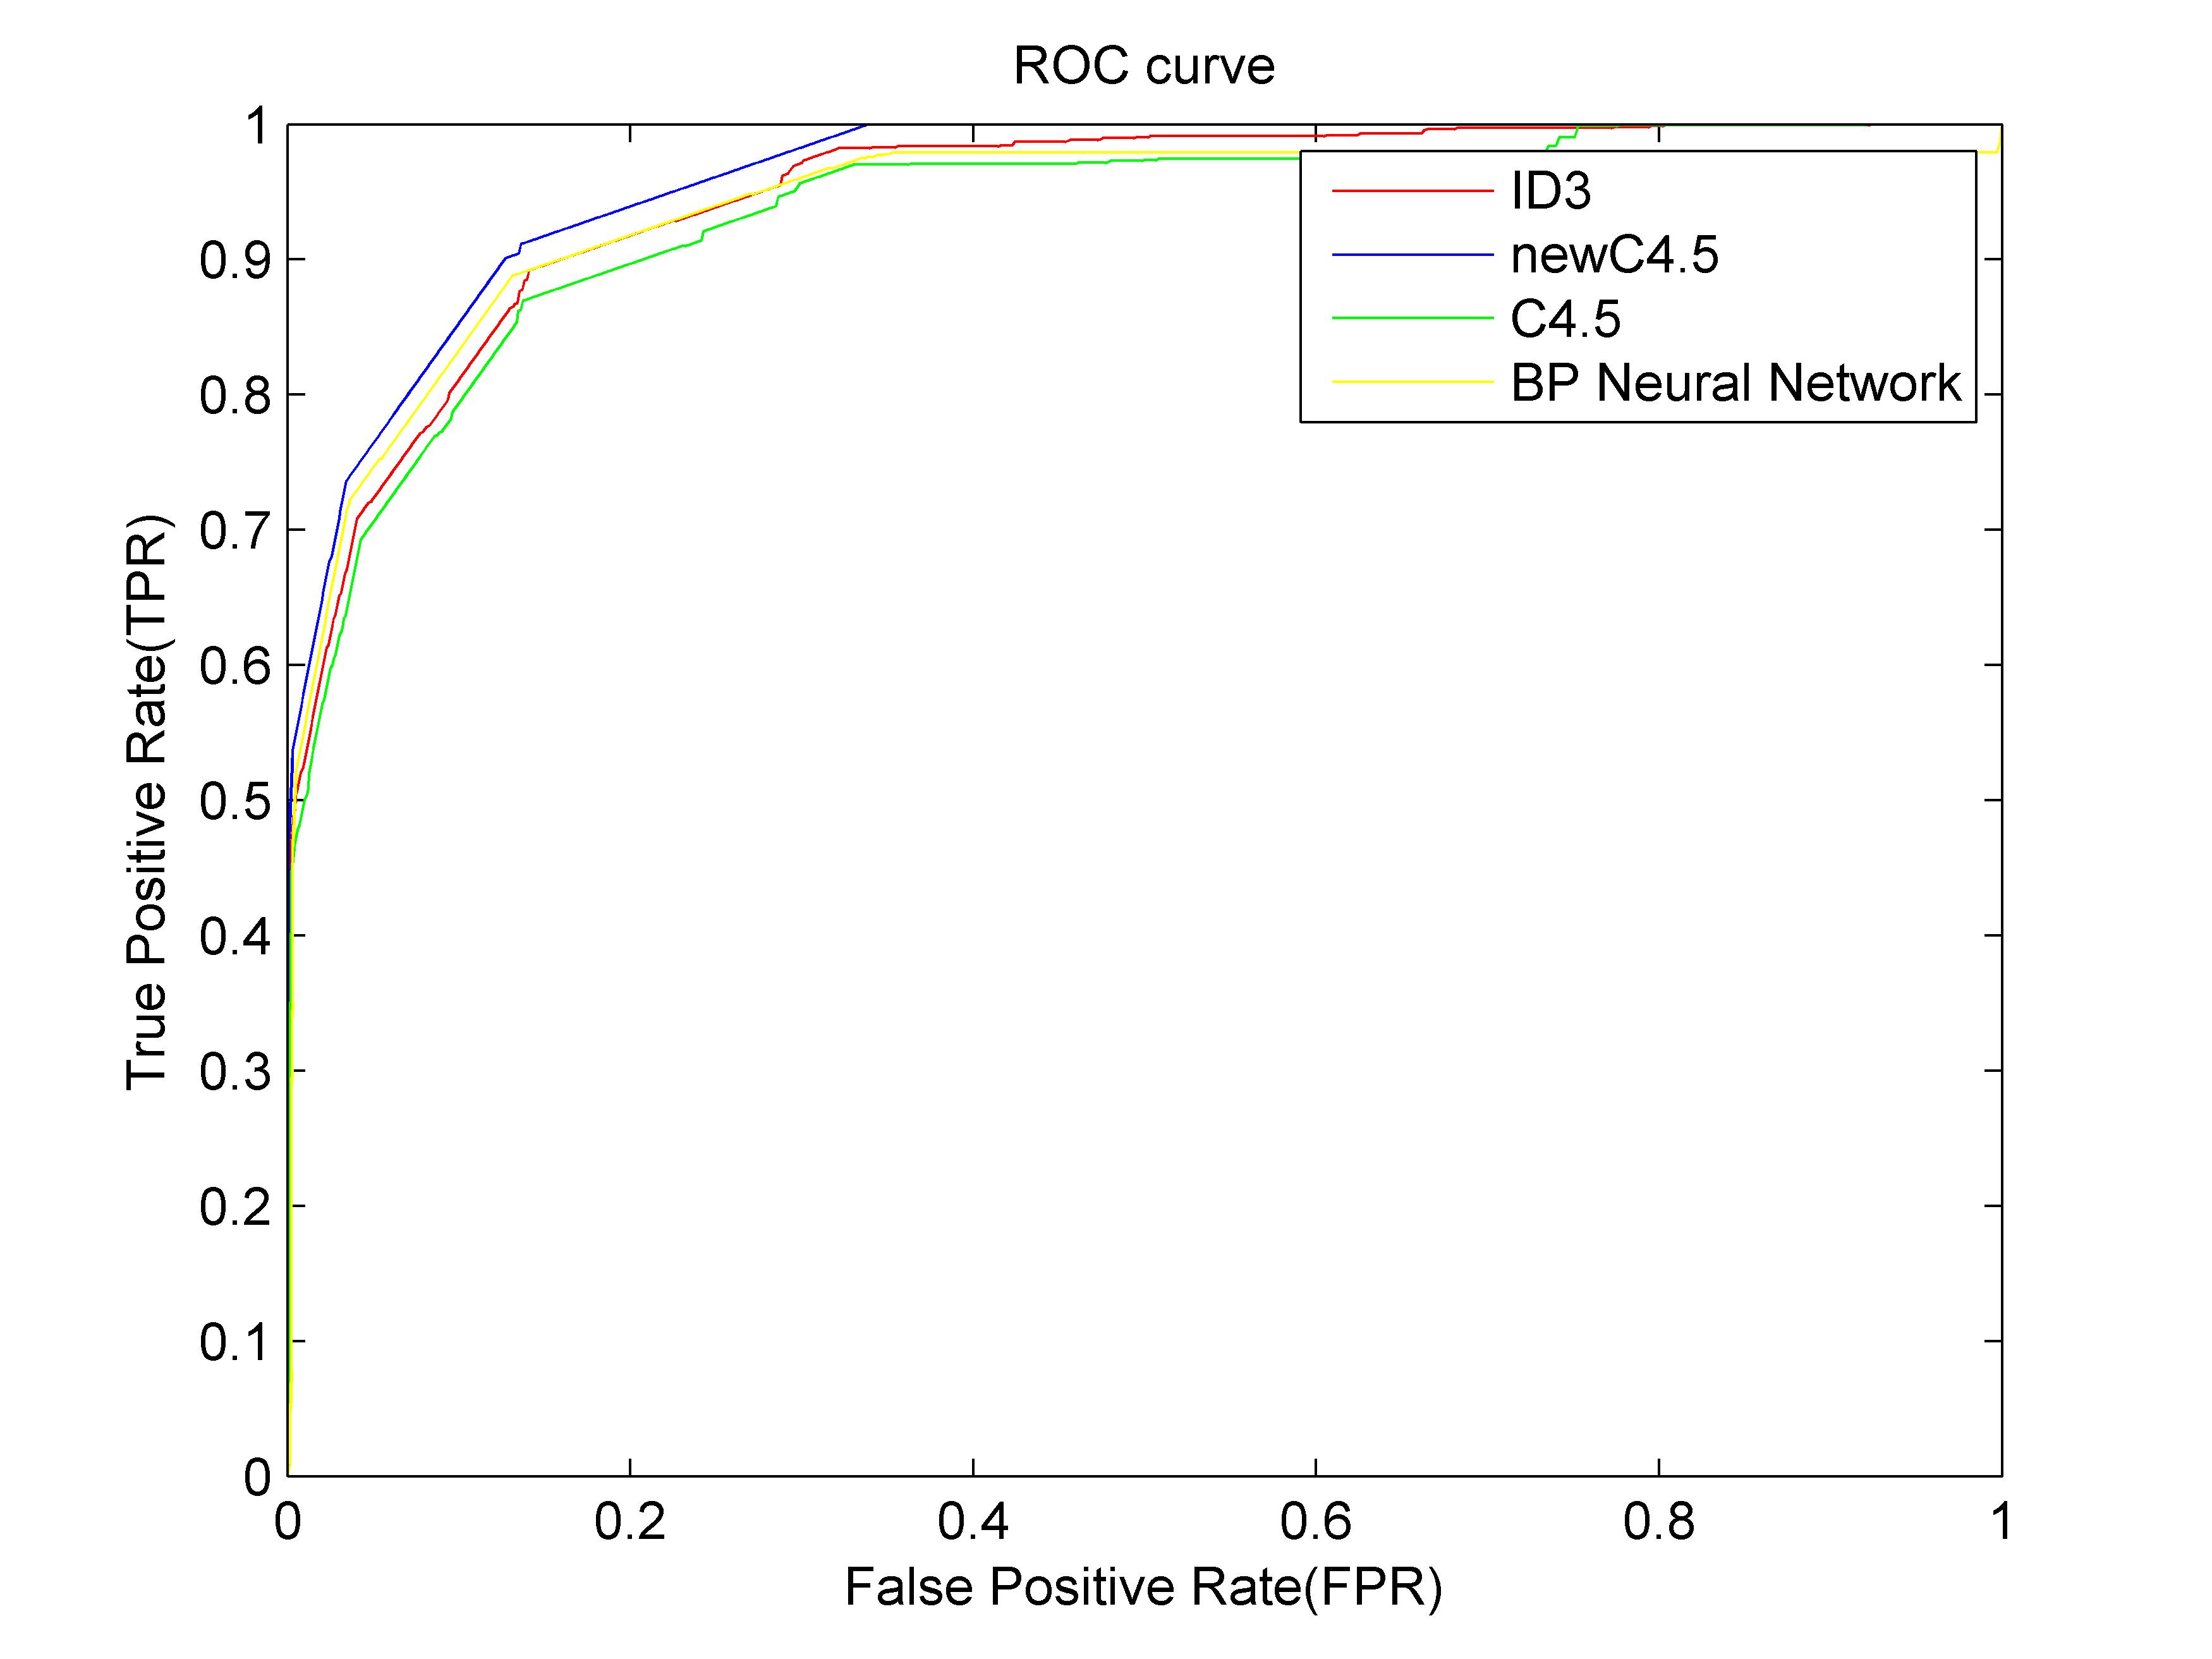 ROC curve
1
0.9
0.8
0.7
0.6
0.5
0.4
0.3
0.2
0.1
0
True Positive Rate(TPR)
ID3
newC4.5
C4.5
BP Neural Network
0 0.2 0.4 0.6 0.8 1
False Positive Rate(FPR)